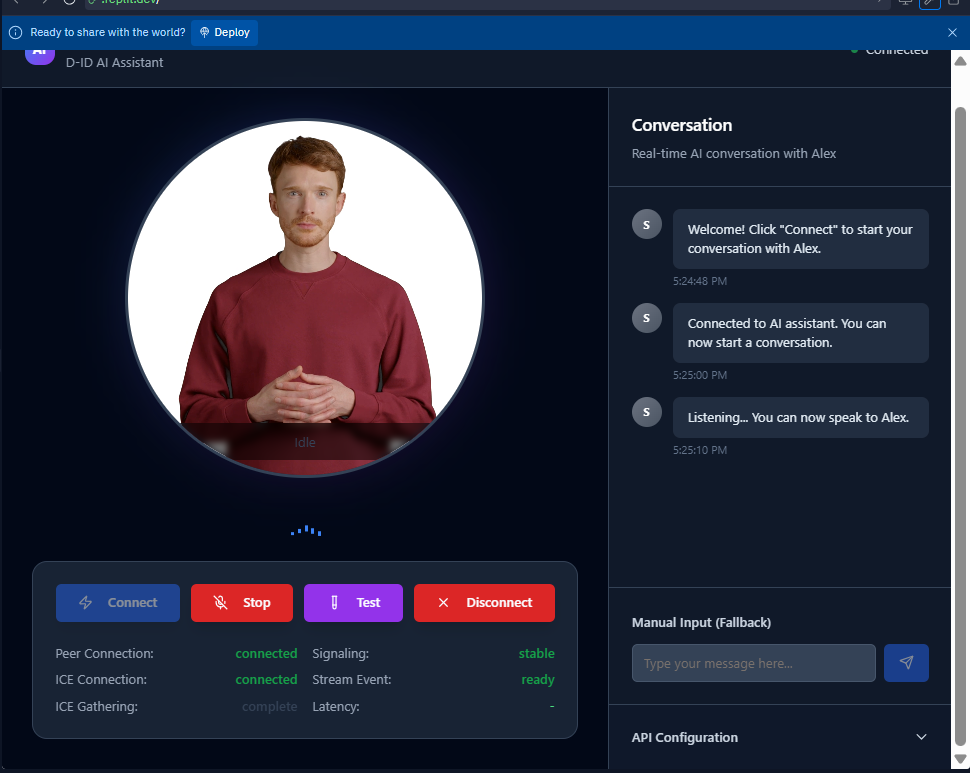 .replit.dev/
Ready to share with the world?
Deploy
AI
D-ID AI Assistant
Connected
Idle
Connect
Stop
Test
Disconnect
Peer Connection: connected Signaling: stable
ICE Connection: connected Stream Event: ready
ICE Gathering: complete Latency: -
Conversation
Real-time AI conversation with Alex
S
Welcome! Click "Connect" to start your
conversation with Alex.
5:24:48 PM
S
Connected to AI assistant. You can
now start a conversation.
5:25:00 PM
S
Listening... You can now speak to Alex.
5:25:10 PM
Manual Input (Fallback)
Type your message here...
API Configuration